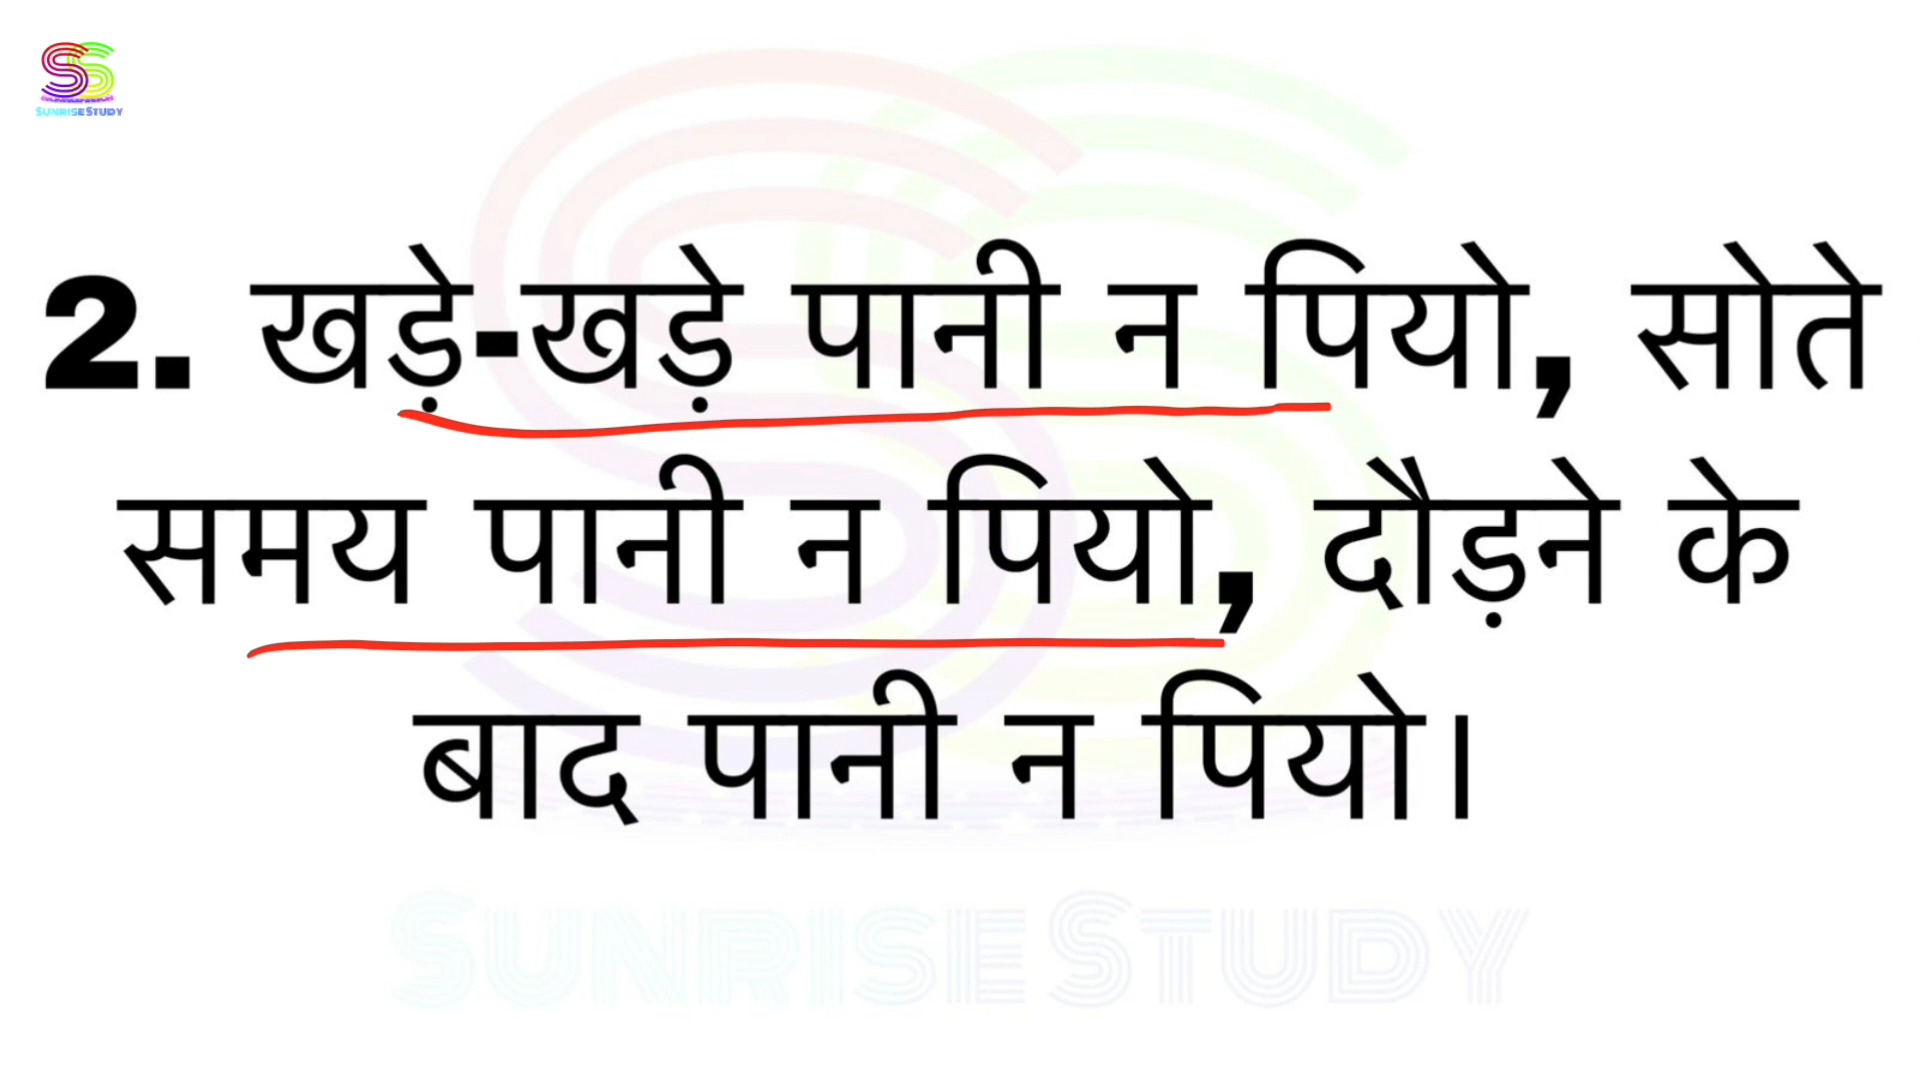 SUNRISE STUDY
2. खड़े-खड़े पानी न पियो, सोते
समय पानी न पियो, दौड़ने के
बाद पानी न पियो।
SUNRISE STUDY